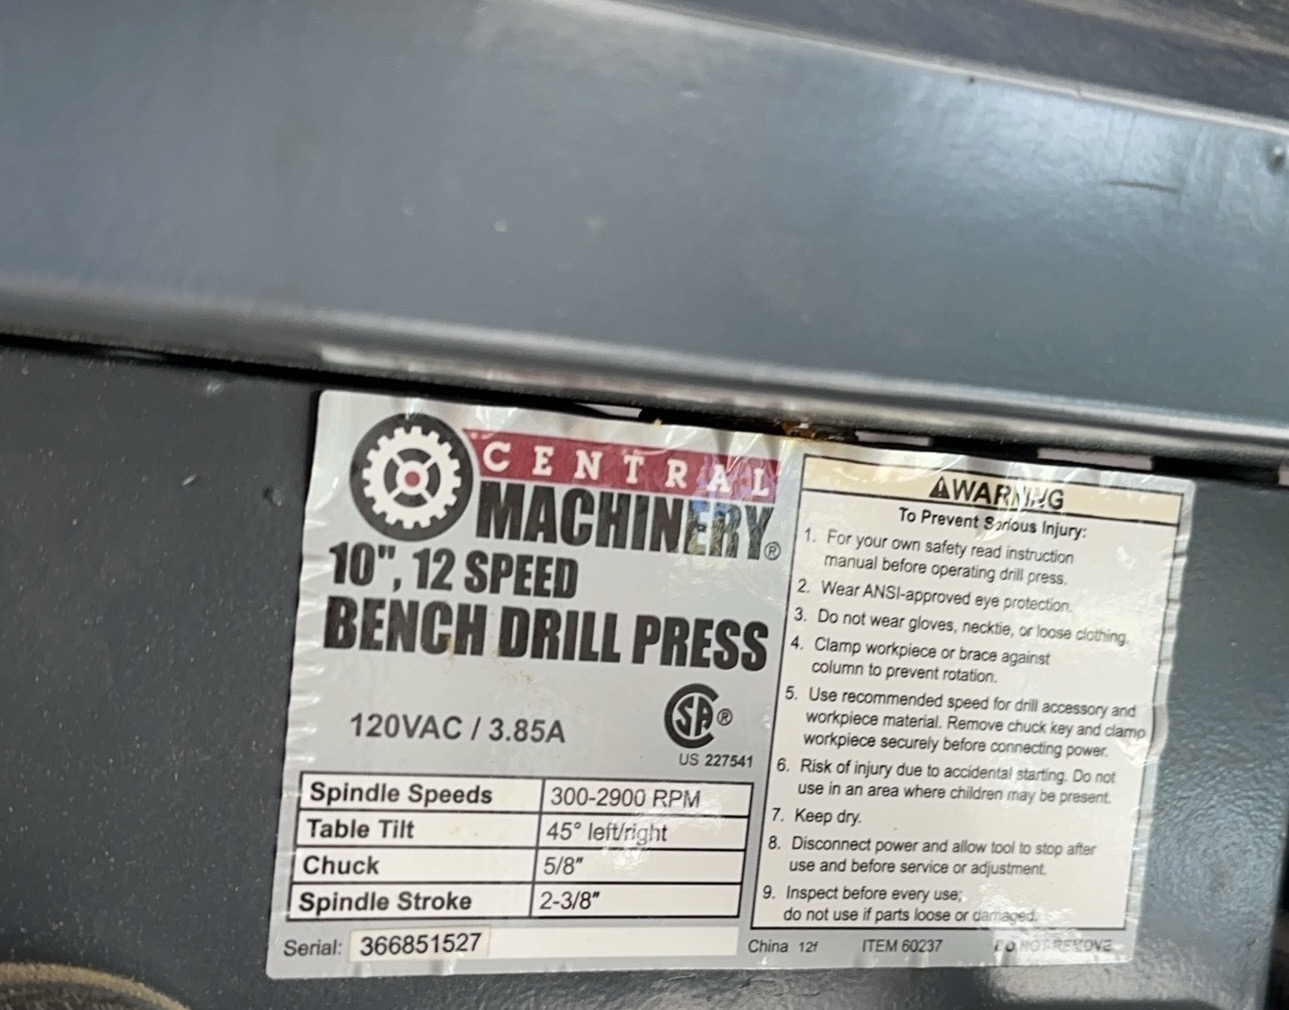 CENTRAL
MACHINERY®
10", 12 SPEED
BENCH DRILL PRESS
120VAC / 3.85A
SA®
US 227541
Spindle Speeds 300-2900 RPM
Table Tilt 45° left/right
Chuck 5/8"
Spindle Stroke 2-3/8"
Serial: 366851527
⚠WARNING
To Prevent Serious Injury:
1. For your own safety read instruction
manual before operating drill press.
2. Wear ANSI-approved eye protection.
3. Do not wear gloves, necktie, or loose clothing.
4. Clamp workpiece or brace against
column to prevent rotation.
5. Use recommended speed for drill accessory and
workpiece material. Remove chuck key and clamp
workpiece securely before connecting power.
6. Risk of injury due to accidental starting. Do not
use in an area where children may be present.
7. Keep dry.
8. Disconnect power and allow tool to stop after
use and before service or adjustment.
9. Inspect before every use;
do not use if parts loose or damaged.
China 12f ITEM 60237 DO NOT REMOVE